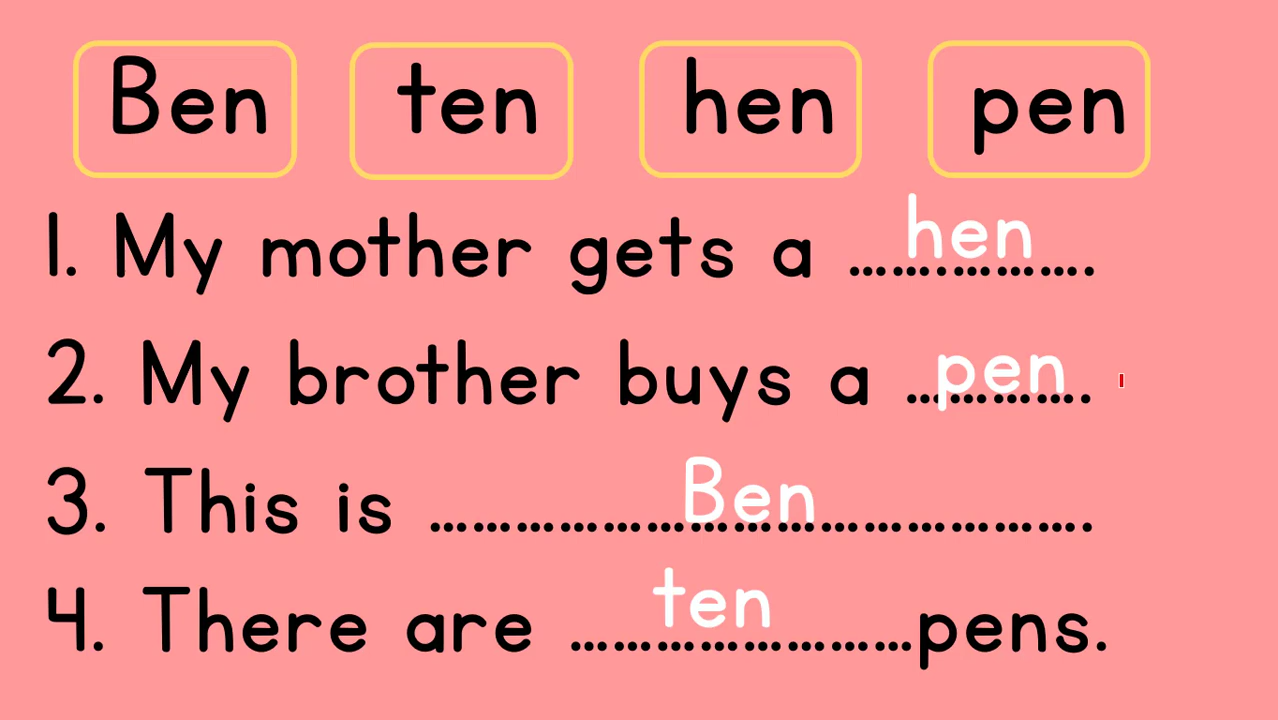 Ben ten hen pen
1. My mother gets a ...hen....
2. My brother buys a ...pen....
3. This is ...Ben....
4. There are ...ten...pens.